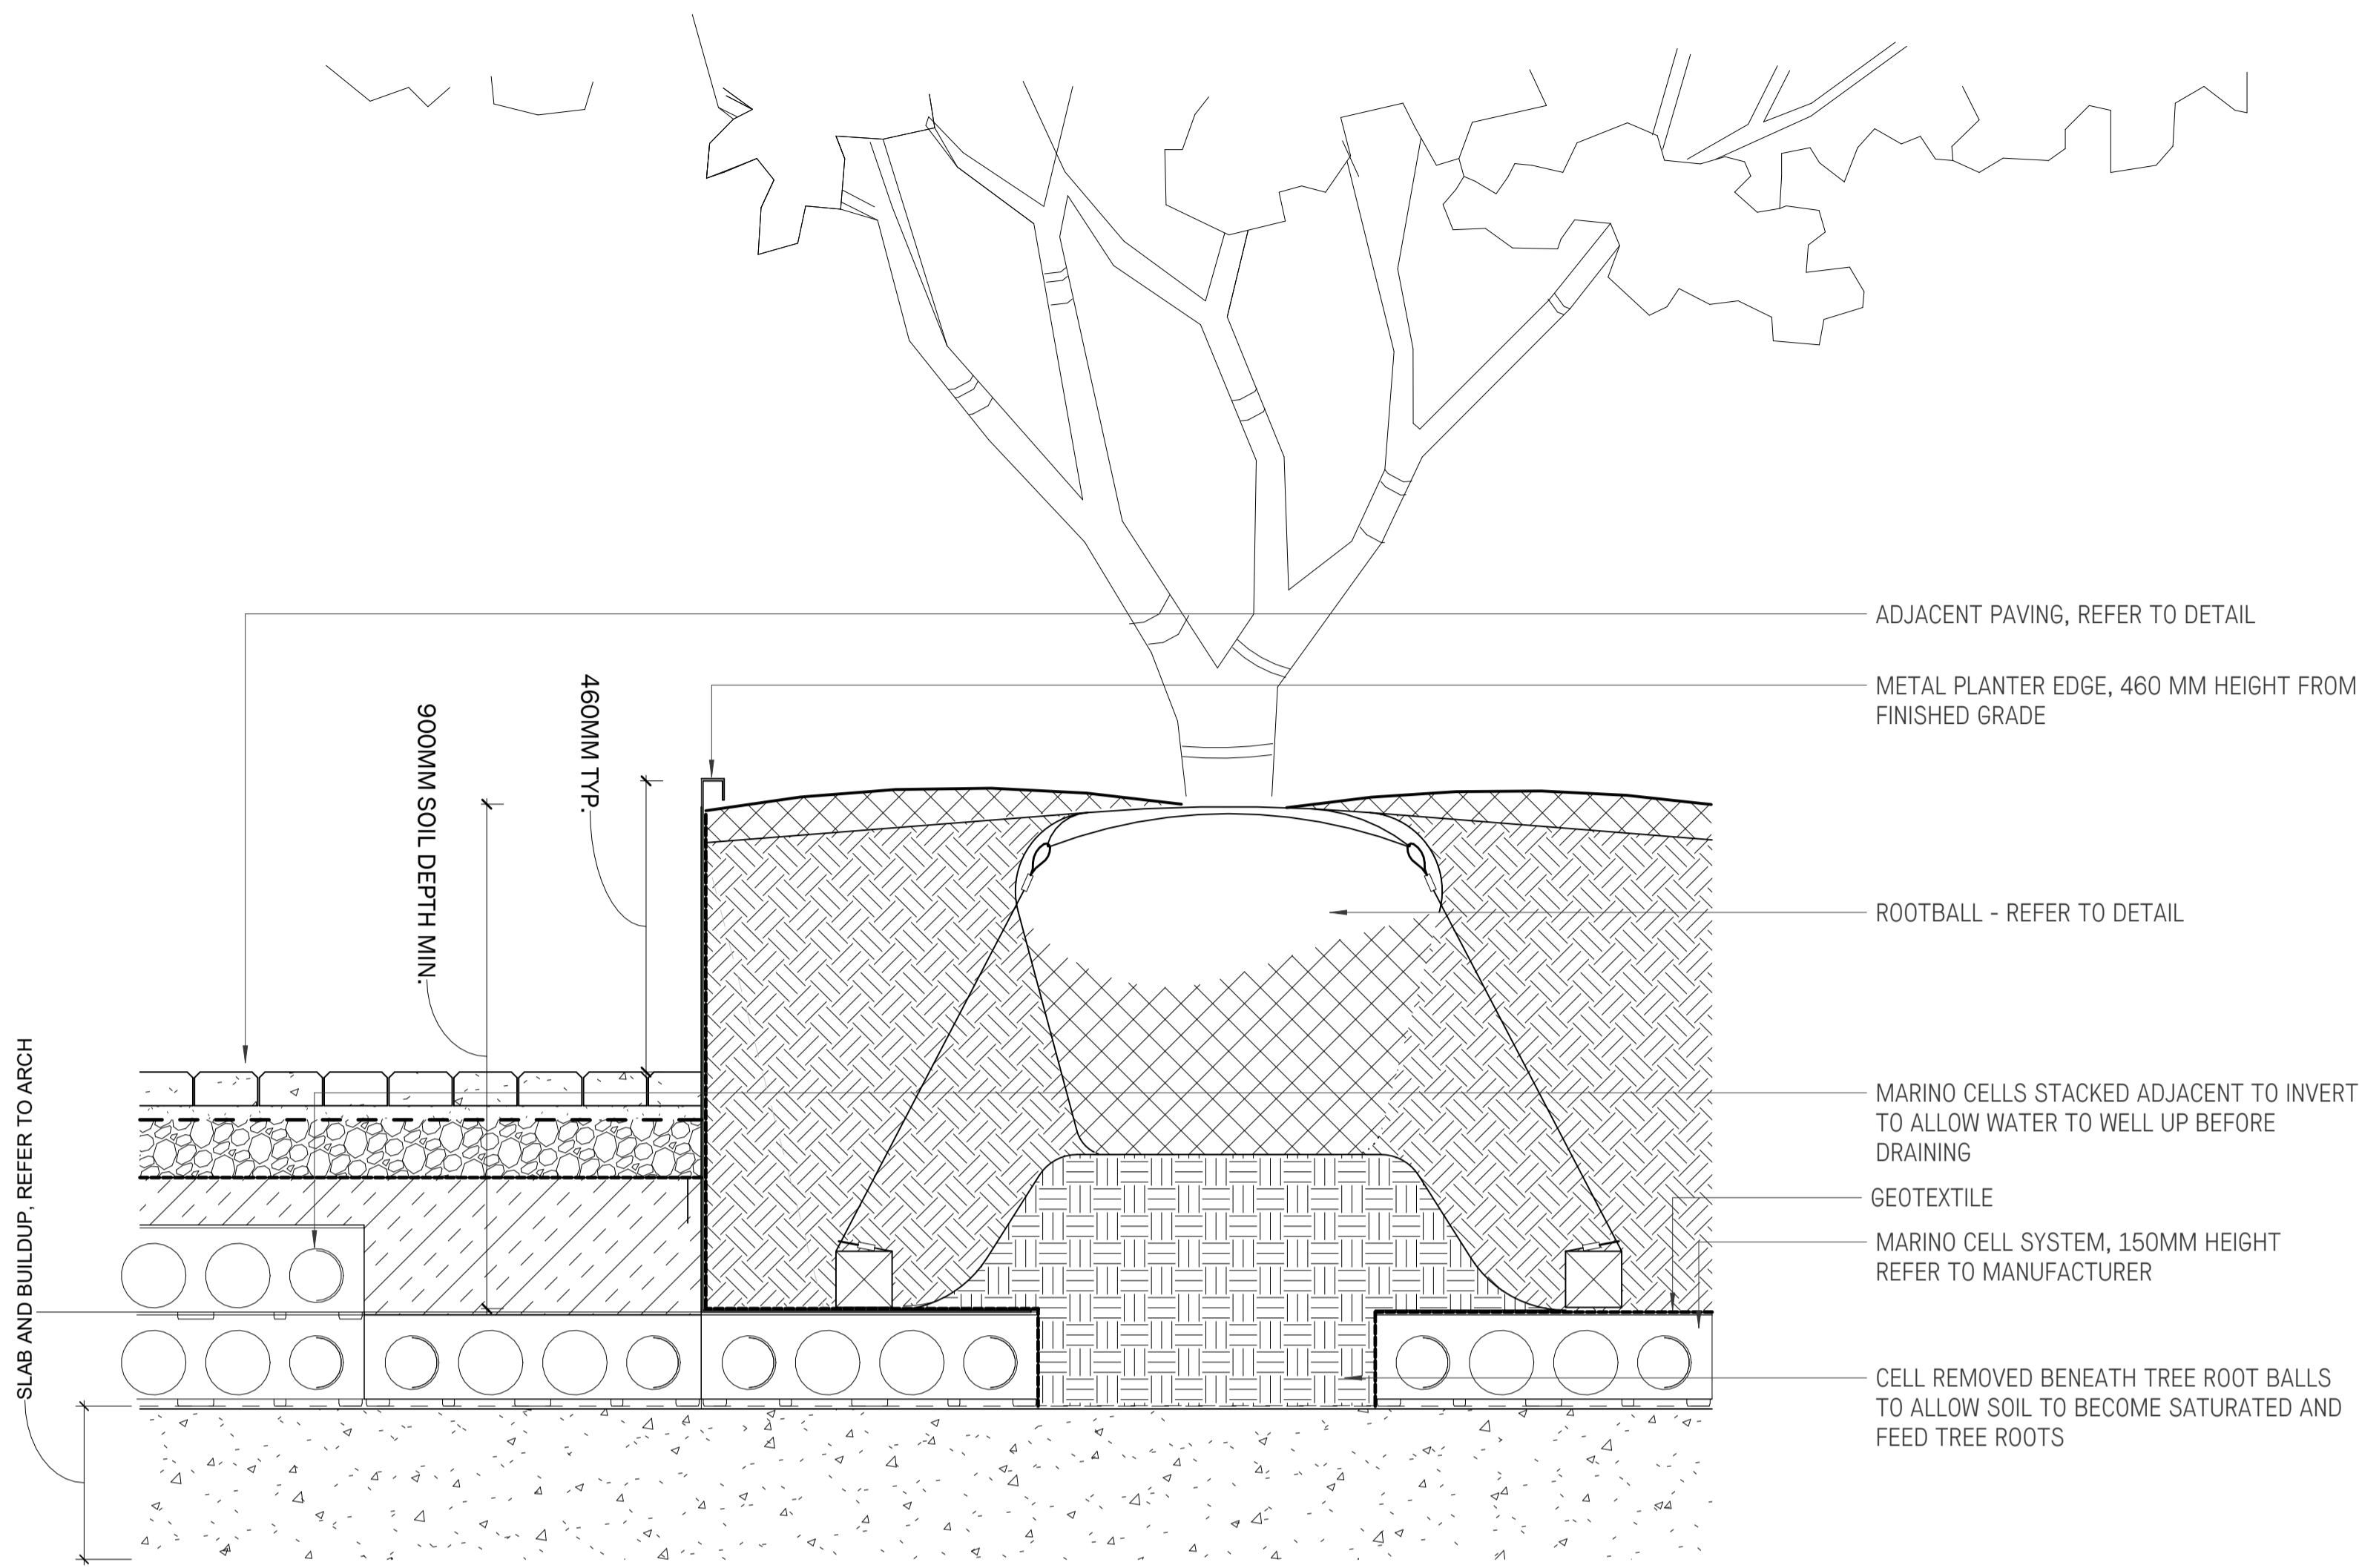 ADJACENT PAVING, REFER TO DETAIL
METAL PLANTER EDGE, 460 MM HEIGHT FROM
FINISHED GRADE
460MM TYP.
900MM SOIL DEPTH MIN.
ROOTBALL - REFER TO DETAIL
SLAB AND BUILDUP, REFER TO ARCH
MARINO CELLS STACKED ADJACENT TO INVERT
TO ALLOW WATER TO WELL UP BEFORE
DRAINING
GEOTEXTILE
MARINO CELL SYSTEM, 150MM HEIGHT
REFER TO MANUFACTURER
CELL REMOVED BENEATH TREE ROOT BALLS
TO ALLOW SOIL TO BECOME SATURATED AND
FEED TREE ROOTS